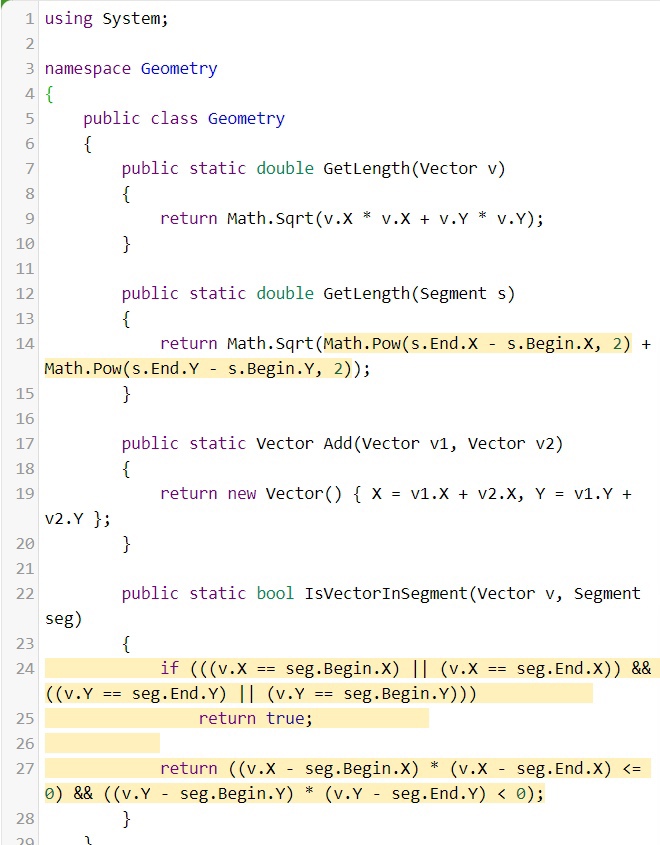 1 using System;
2
3 namespace Geometry
4 {
5 public class Geometry
6 {
7 public static double GetLength(Vector v)
8 {
9 return Math.Sqrt(v.X * v.X + v.Y * v.Y);
10 }
11
12 public static double GetLength(Segment s)
13 {
14 return Math.Sqrt(Math.Pow(s.End.X - s.Begin.X, 2) +
Math.Pow(s.End.Y - s.Begin.Y, 2));
15 }
16
17 public static Vector Add(Vector v1, Vector v2)
18 {
19 return new Vector() { X = v1.X + v2.X, Y = v1.Y +
v2.Y };
20 }
21
22 public static bool IsVectorInSegment(Vector v, Segment
seg)
23 {
24 if (((v.X == seg.Begin.X) || (v.X == seg.End.X)) &&
((v.Y == seg.End.Y) || (v.Y == seg.Begin.Y)))
25 return true;
26
27 return ((v.X - seg.Begin.X) * (v.X - seg.End.X) <=
0) && ((v.Y - seg.Begin.Y) * (v.Y - seg.End.Y) < 0);
28 }
29 }